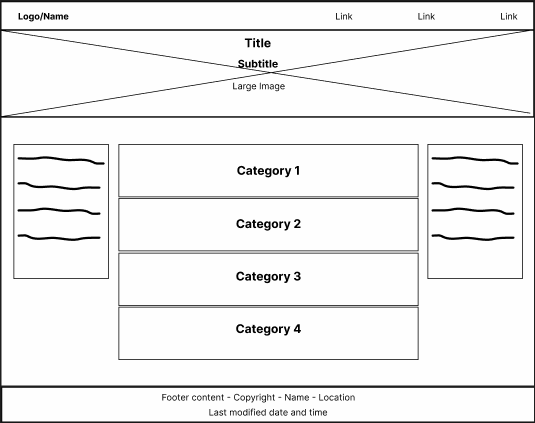 Logo/Name Link Link Link
Title
Subtitle
Large Image
Category 1
Category 2
Category 3
Category 4
Footer content - Copyright - Name - Location
Last modified date and time